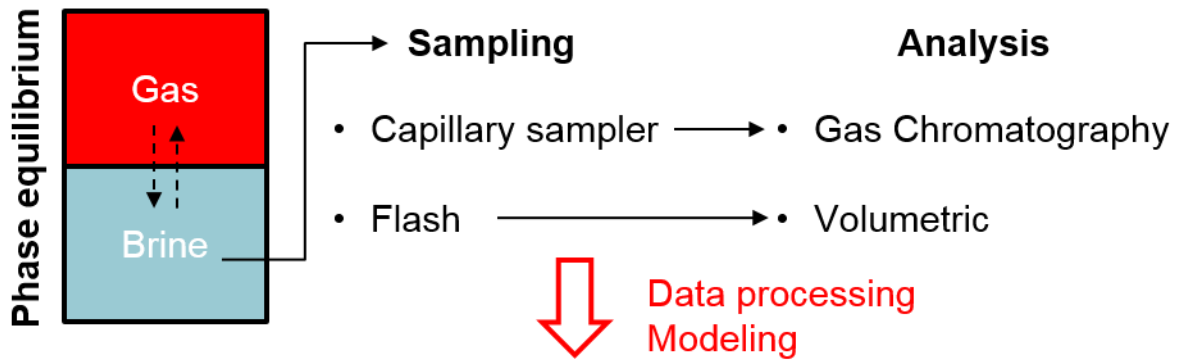 Phase equilibrium
Gas
Brine
Sampling
Analysis
• Capillary sampler
• Gas Chromatography
• Flash
• Volumetric
Data processing
Modeling